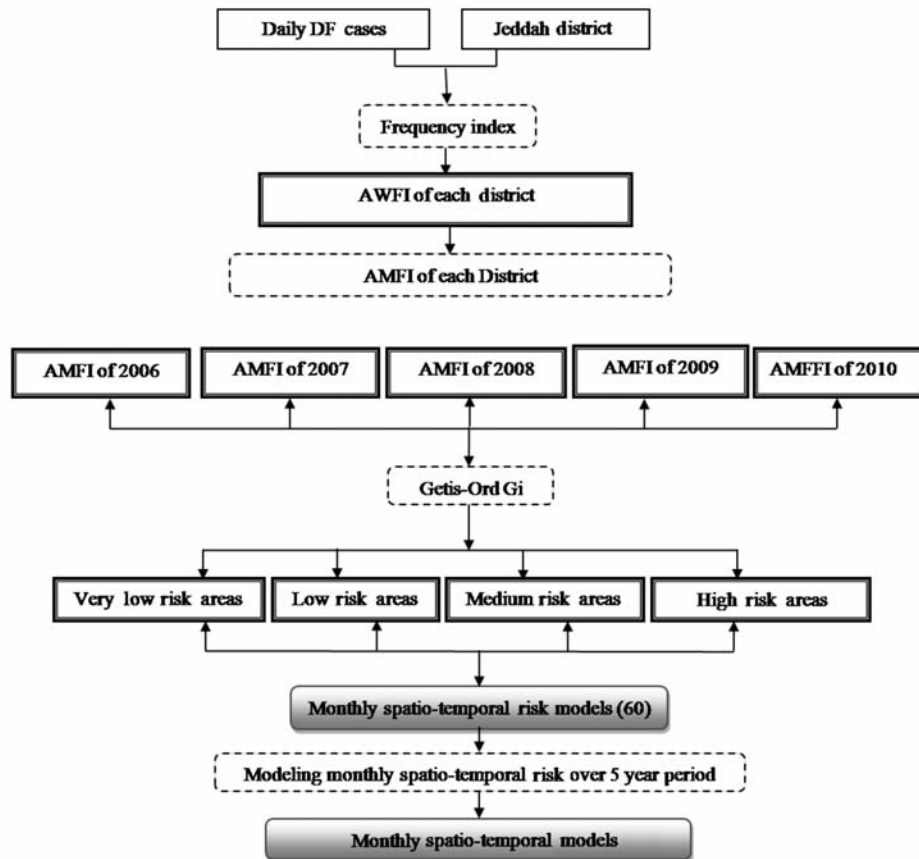 Daily DF cases
Jeddah district
Frequency index
AWFI of each district
AMFI of each District
AMFI of 2006
AMFI of 2007
AMFI of 2008
AMFI of 2009
AMFFI of 2010
Getis-Ord Gi
Very low risk areas
Low risk areas
Medium risk areas
High risk areas
Monthly spatio-temporal risk models (60)
Modeling monthly spatio-temporal risk over 5 year period
Monthly spatio-temporal models